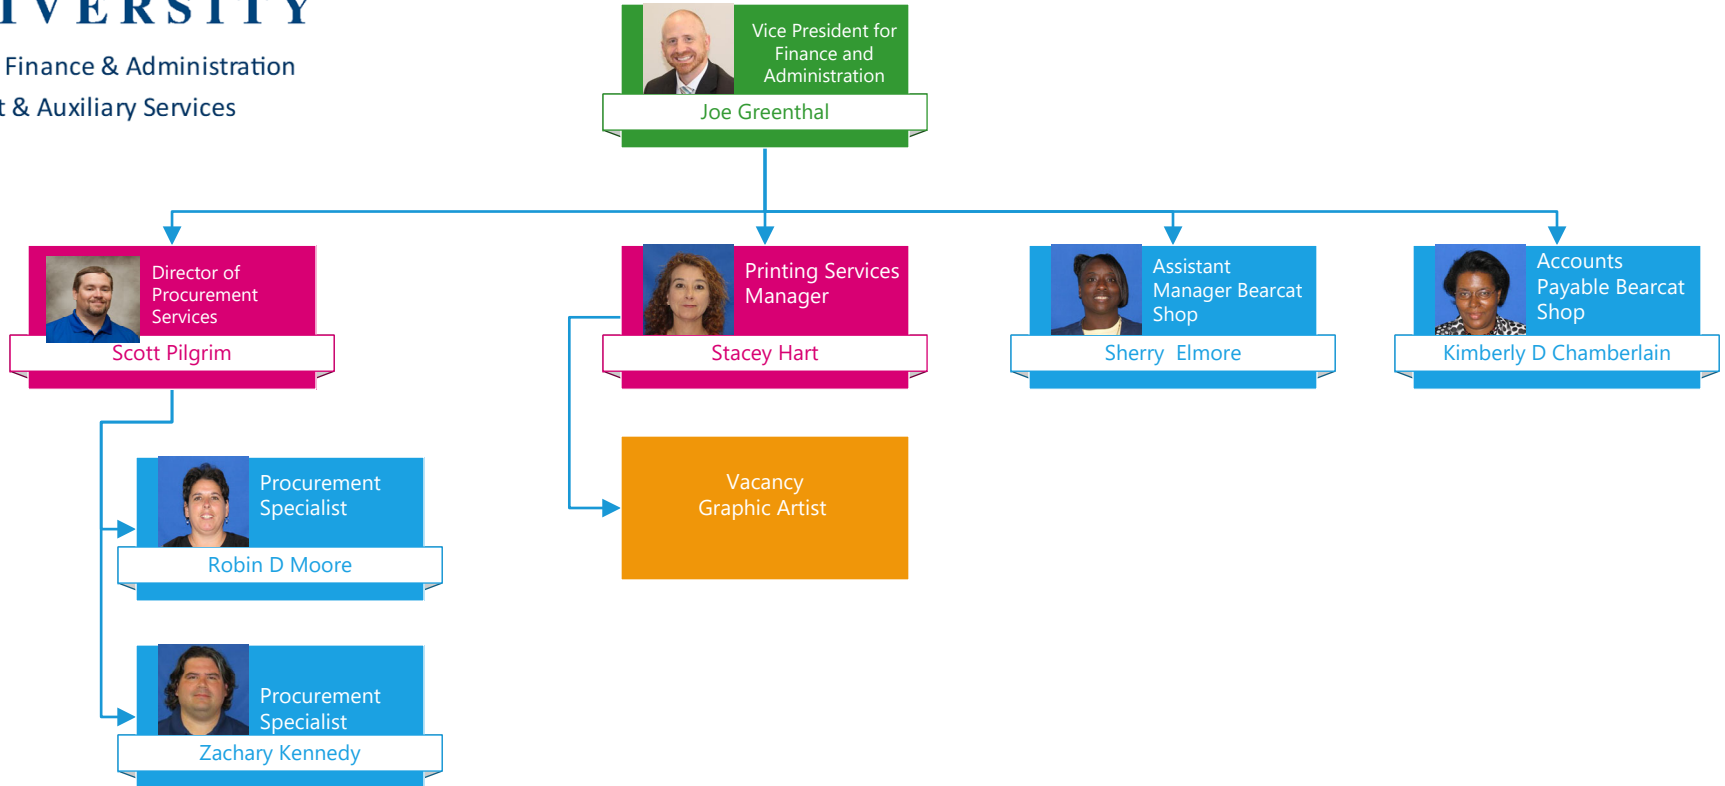 IVERSITY
Finance & Administration
t & Auxiliary Services
Vice President for
Finance and
Administration
Joe Greenthal
Director of
Procurement
Services
Scott Pilgrim
Printing Services
Manager
Stacey Hart
Assistant
Manager Bearcat
Shop
Sherry Elmore
Accounts
Payable Bearcat
Shop
Kimberly D Chamberlain
Procurement
Specialist
Robin D Moore
Vacancy
Graphic Artist
Procurement
Specialist
Zachary Kennedy